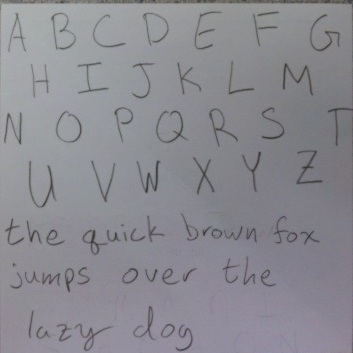 A B C D E F G
H I J K L M
N O P Q R S T
U V W X Y Z
the quick brown fox
jumps over the
lazy dog